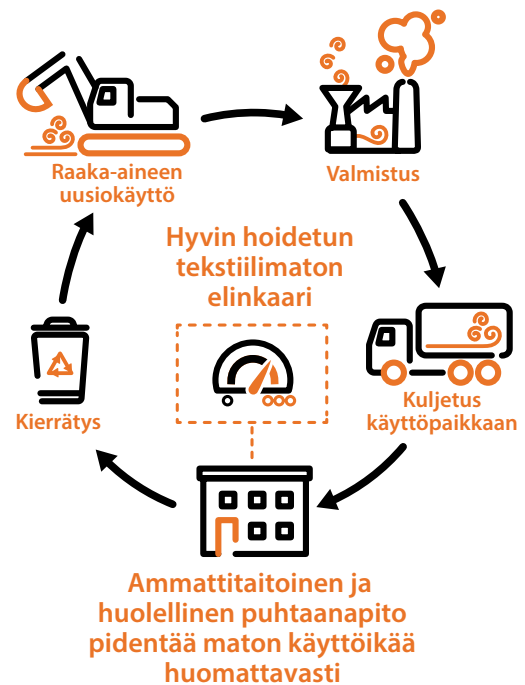 Raaka-aineen
uusiokäyttö
Valmistus
Hyvin hoidetun
tekstiilimaton
elinkaari
Kuljetus
käyttöpaikkaan
Kierrätys
Ammattitaitoinen ja
huolellinen puhtaanapito
pidentää maton käyttöikää
huomattavasti